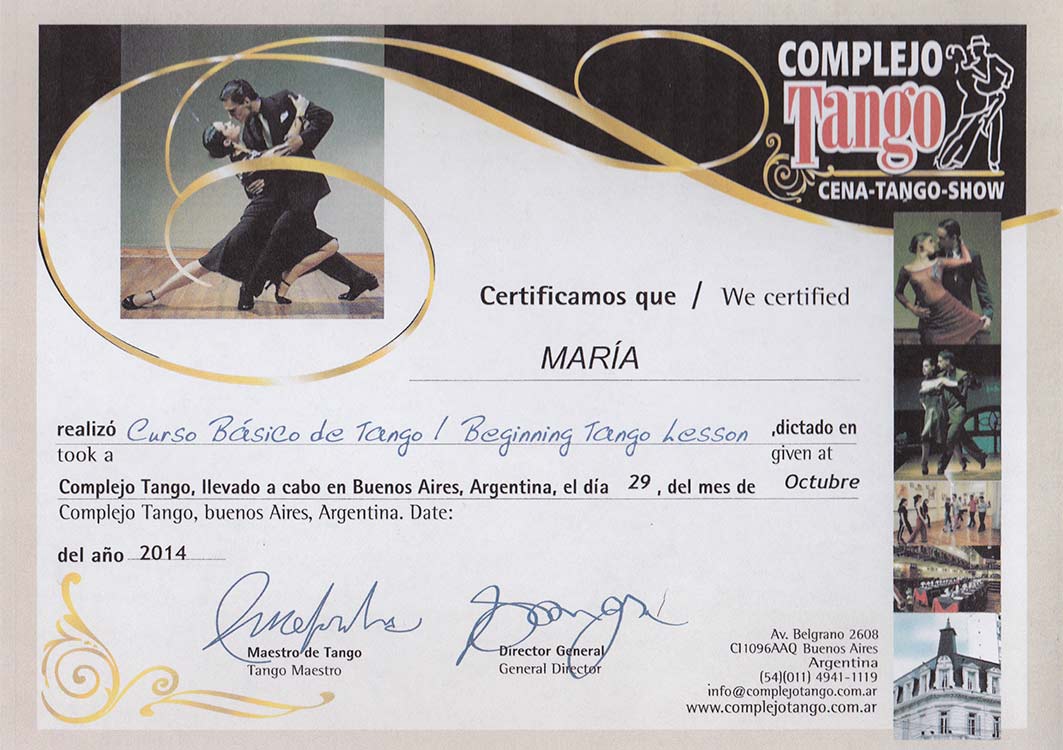 COMPLEJO
Tango
CENA-TANGO-SHOW
Certificamos que / We certified
MARÍA
realizó Curso Básico de Tango / Beginning Tango Lesson ,dictado en
took a given at
Complejo Tango, llevado a cabo en Buenos Aires, Argentina, el día 29 , del mes de Octubre
Complejo Tango, buenos Aires, Argentina. Date:
del año 2014
Maestro de Tango
Tango Maestro
Director General
General Director
Av. Belgrano 2608
C11096AAQ Buenos Aires
Argentina
(54)(011) 4941-1119
info@complejotango.com.ar
www.complejotango.com.ar